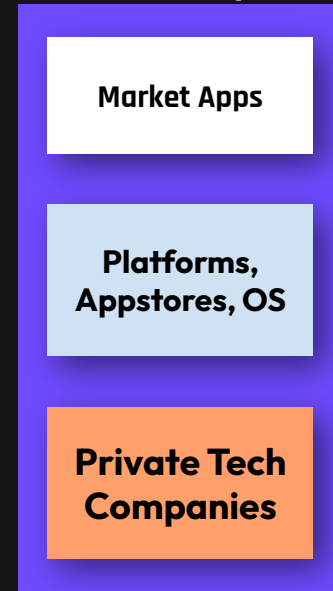 Market Apps
Platforms,
Appstores, OS
Private Tech
Companies